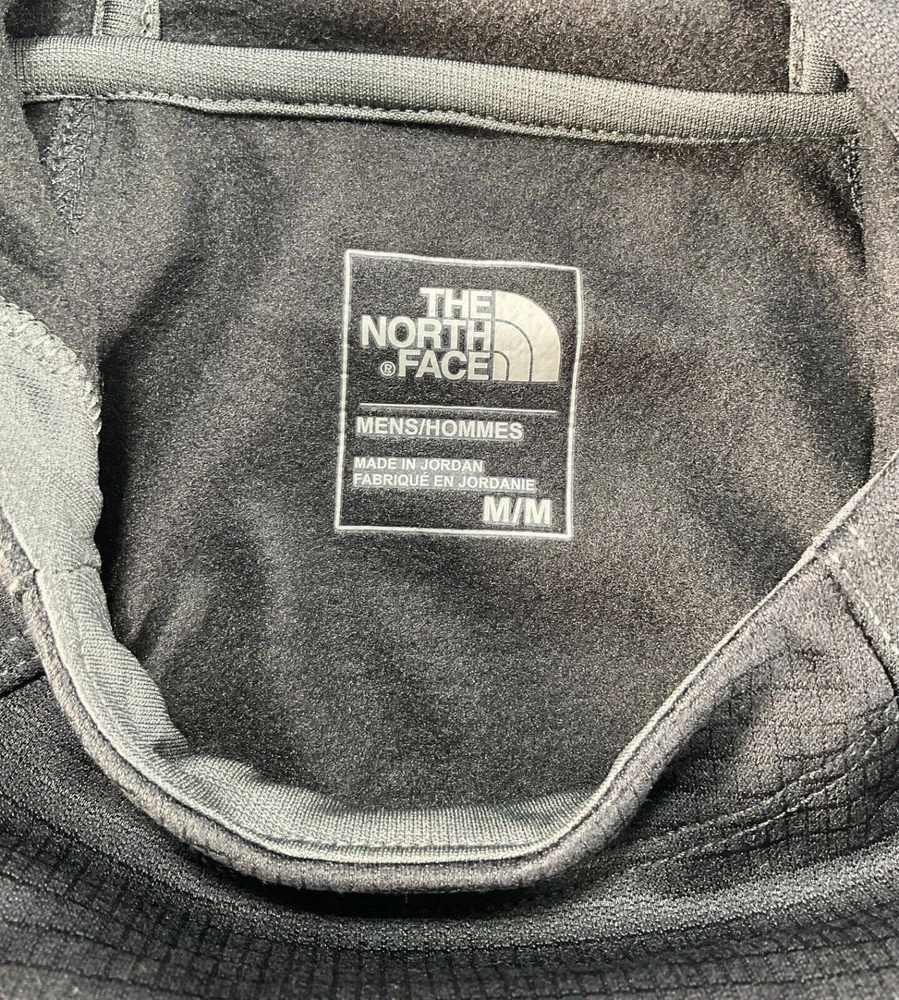 THE
NORTH
®FACE
MENS/HOMMES
MADE IN JORDAN
FABRIQUÉ EN JORDANIE
M/M